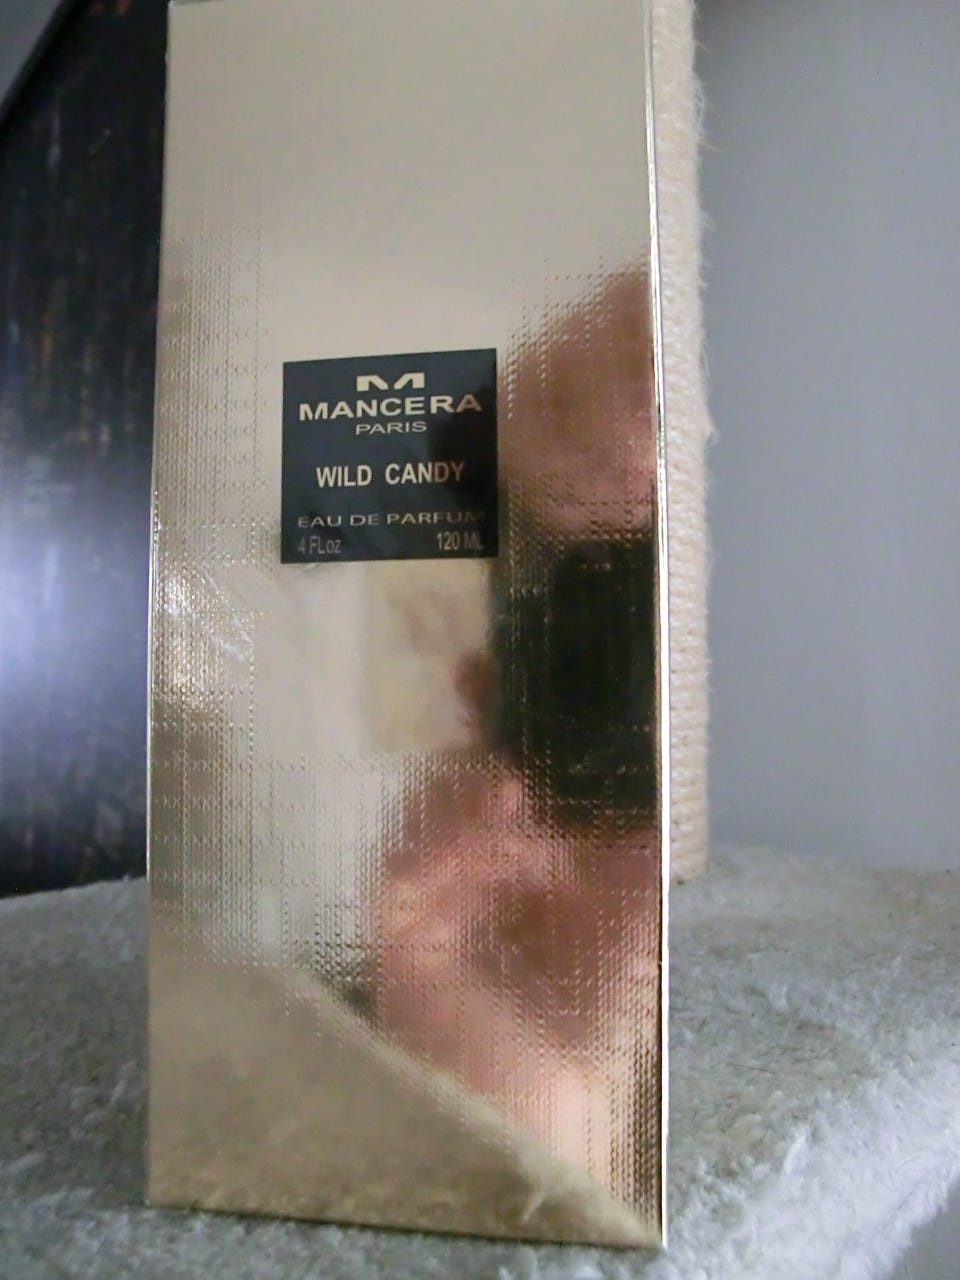 M
MANCERA
PARIS
WILD CANDY
EAU DE PARFUM
4 FLoz 120 ML